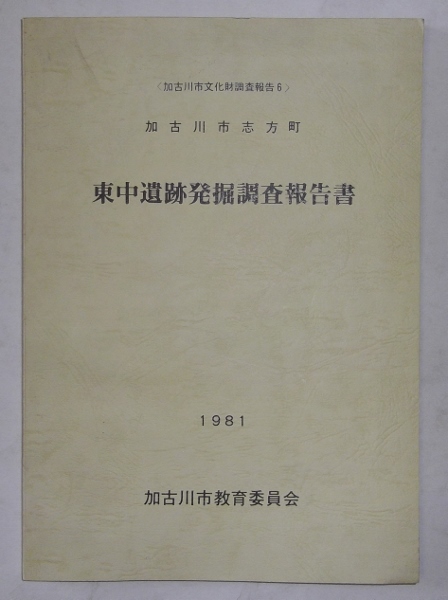 〈加古川市文化財調査報告6〉
加古川市志方町
東中遺跡発掘調査報告書
1981
加古川市教育委員会